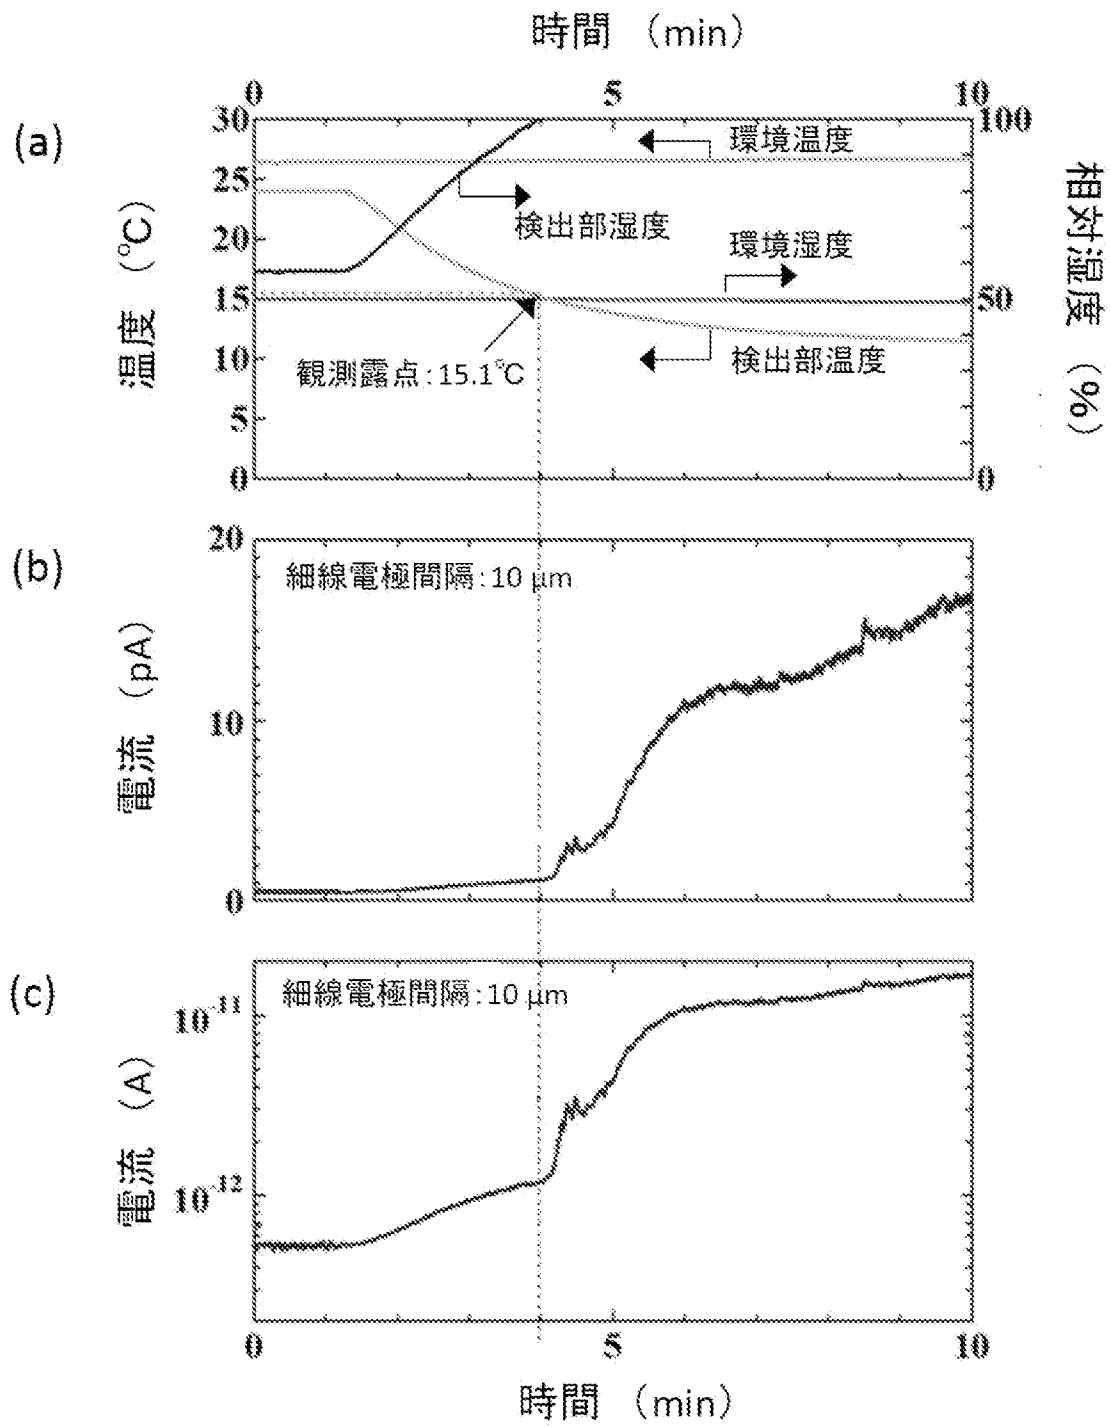 時間 (min)
0 5 10
(a)
30 100
環境温度
25
検出部湿度
20
環境湿度
15 50
観測露点:15.1℃
検出部温度
10
5
0 0
温度 (℃)
相対湿度 (%)
(b)
20
細線電極間隔:10 μm
10
0
電流 (pA)
(c)
細線電極間隔:10 μm
10⁻¹¹
10⁻¹²
電流 (A)
0 5 10
時間 (min)